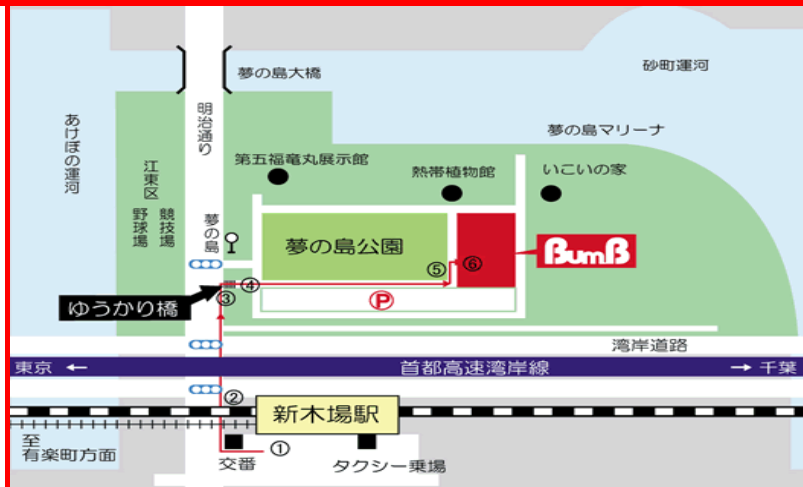 夢の島大橋
砂町運河
あけぼの運河
明治通り
夢の島マリーナ
江東区
野球場
競技場
第五福竜丸展示館
熱帯植物館
いこいの家
夢の島
夢の島公園
BumB
⑤
⑥
③
④
ゆうかり橋
P
湾岸道路
東京 ←
首都高速湾岸線
→ 千葉
②
新木場駅
至
有楽町方面
交番
①
タクシー乗場